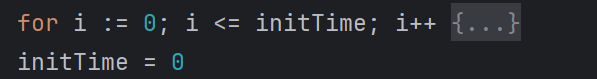 for i := 0; i <= initTime; i++ {...}
initTime = 0